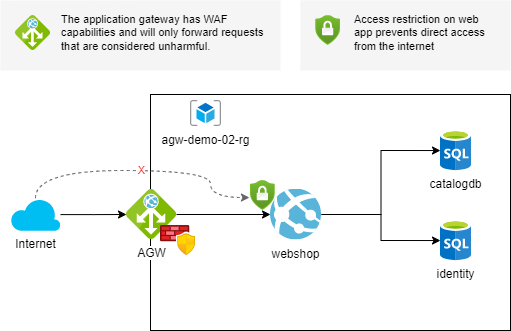 The application gateway has WAF
capabilities and will only forward requests
that are considered unharmful.
Access restriction on web
app prevents direct access
from the internet
agw-demo-02-rg
X
SQL
catalogdb
Internet
AGW
webshop
SQL
identity